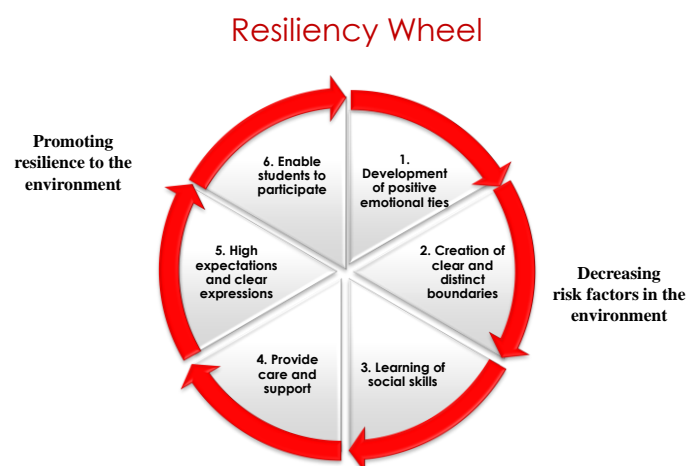 Resiliency Wheel
Promoting
resilience to the
environment
1.
Development
of positive
emotional ties
2. Creation of
clear and
distinct
boundaries
3. Learning of
social skills
4. Provide
care and
support
5. High
expectations
and clear
expressions
6. Enable
students to
participate
Decreasing
risk factors in the
environment